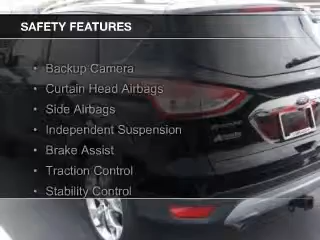 SAFETY FEATURES
• Backup Camera
• Curtain Head Airbags
• Side Airbags
• Independent Suspension
• Brake Assist
• Traction Control
• Stability Control